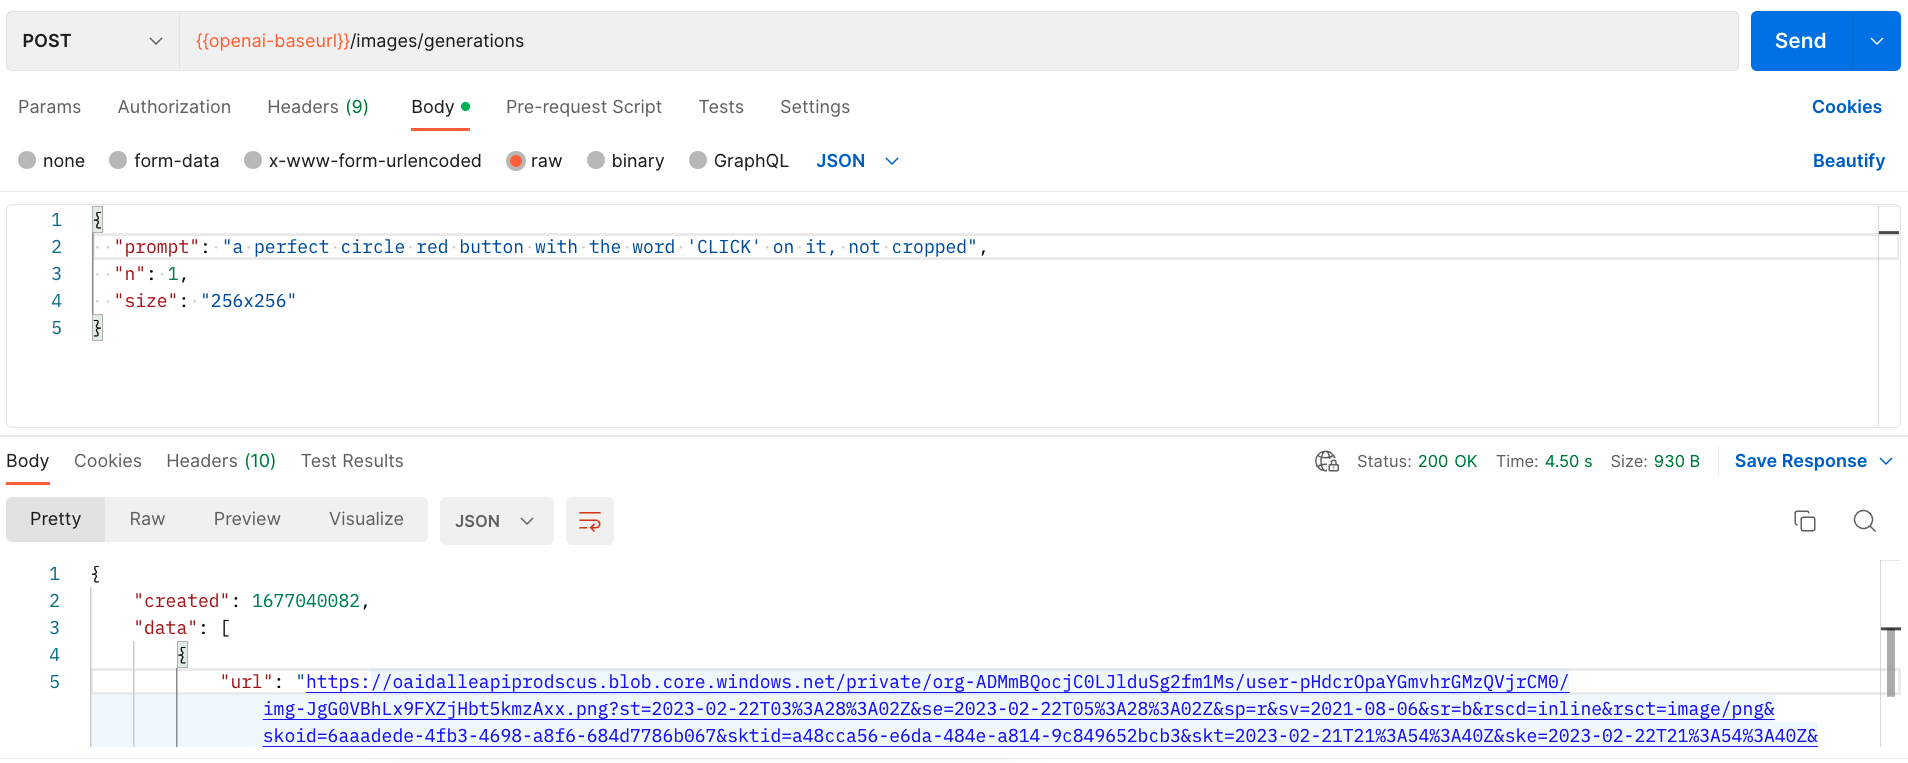 POST {{openai-baseurl}}/images/generations Send
Params Authorization Headers (9) Body Pre-request Script Tests Settings Cookies
none form-data x-www-form-urlencoded raw binary GraphQL JSON Beautify
1 {
2 "prompt": "a perfect circle red button with the word 'CLICK' on it, not cropped",
3 "n": 1,
4 "size": "256x256"
5 }
Body Cookies Headers (10) Test Results Status: 200 OK Time: 4.50 s Size: 930 B Save Response
Pretty Raw Preview Visualize JSON
1 {
2 "created": 1677040082,
3 "data": [
4 {
5 "url": "https://oaidalleapiprodscus.blob.core.windows.net/private/org-ADMmBQocjC0LJlduSg2fm1Ms/user-pHdcrOpaYGmvhrGMzQVjrCM0/
img-JgG0VBhLx9FXZjHbt5kmzAxx.png?st=2023-02-22T03%3A28%3A02Z&se=2023-02-22T05%3A28%3A02Z&sp=r&sv=2021-08-06&sr=b&rscd=inline&rsct=image/png&
skoid=6aaadede-4fb3-4698-a8f6-684d7786b067&sktid=a48cca56-e6da-484e-a814-9c849652bcb3&skt=2023-02-21T21%3A54%3A40Z&ske=2023-02-22T21%3A54%3A40Z&